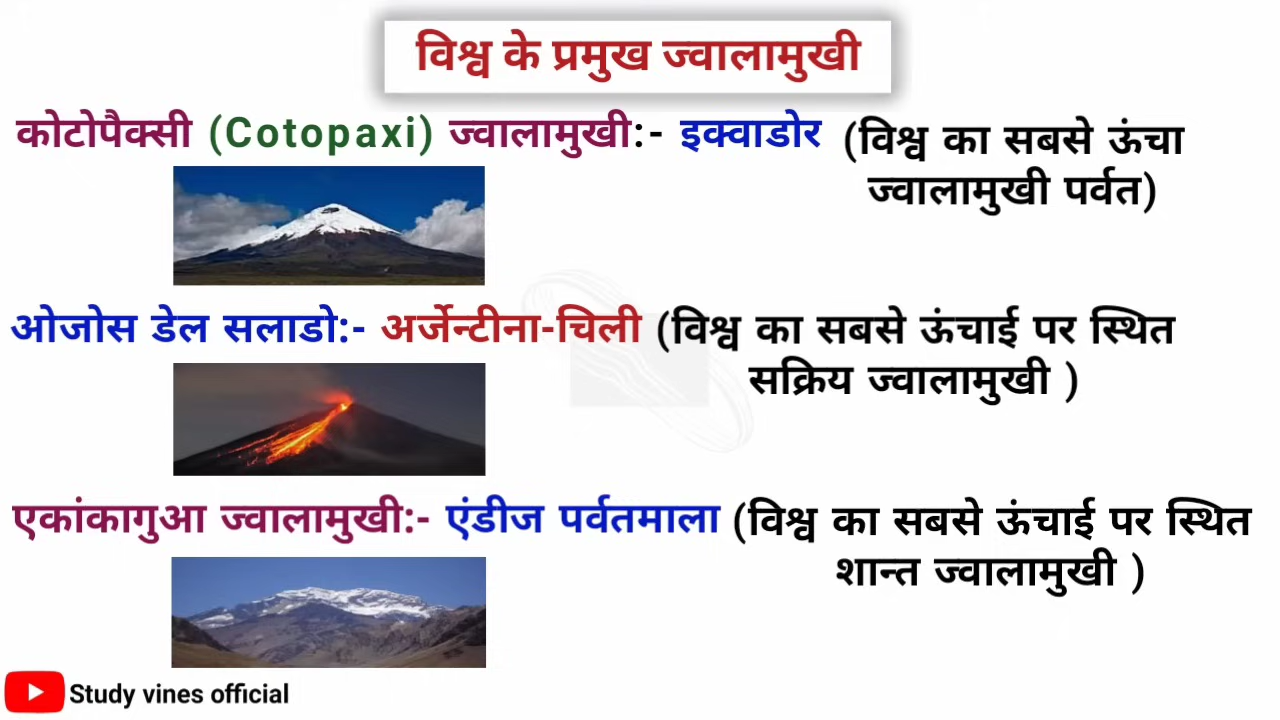 विश्व के प्रमुख ज्वालामुखी
कोटोपैक्सी (Cotopaxi) ज्वालामुखी:- इक्वाडोर (विश्व का सबसे ऊंचा
ज्वालामुखी पर्वत)
ओजोस डेल सलाडो:- अर्जेन्टीना-चिली (विश्व का सबसे ऊंचाई पर स्थित
सक्रिय ज्वालामुखी )
एकांकागुआ ज्वालामुखी:- एंडीज पर्वतमाला (विश्व का सबसे ऊंचाई पर स्थित
शान्त ज्वालामुखी )
Study vines official